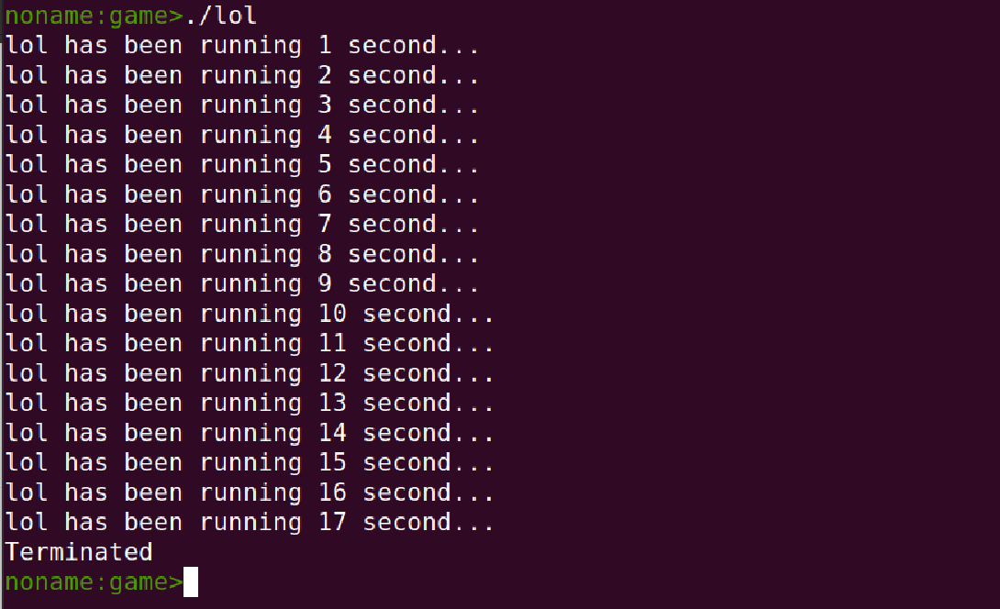 noname:game>./lol
lol has been running 1 second...
lol has been running 2 second...
lol has been running 3 second...
lol has been running 4 second...
lol has been running 5 second...
lol has been running 6 second...
lol has been running 7 second...
lol has been running 8 second...
lol has been running 9 second...
lol has been running 10 second...
lol has been running 11 second...
lol has been running 12 second...
lol has been running 13 second...
lol has been running 14 second...
lol has been running 15 second...
lol has been running 16 second...
lol has been running 17 second...
Terminated
noname:game>